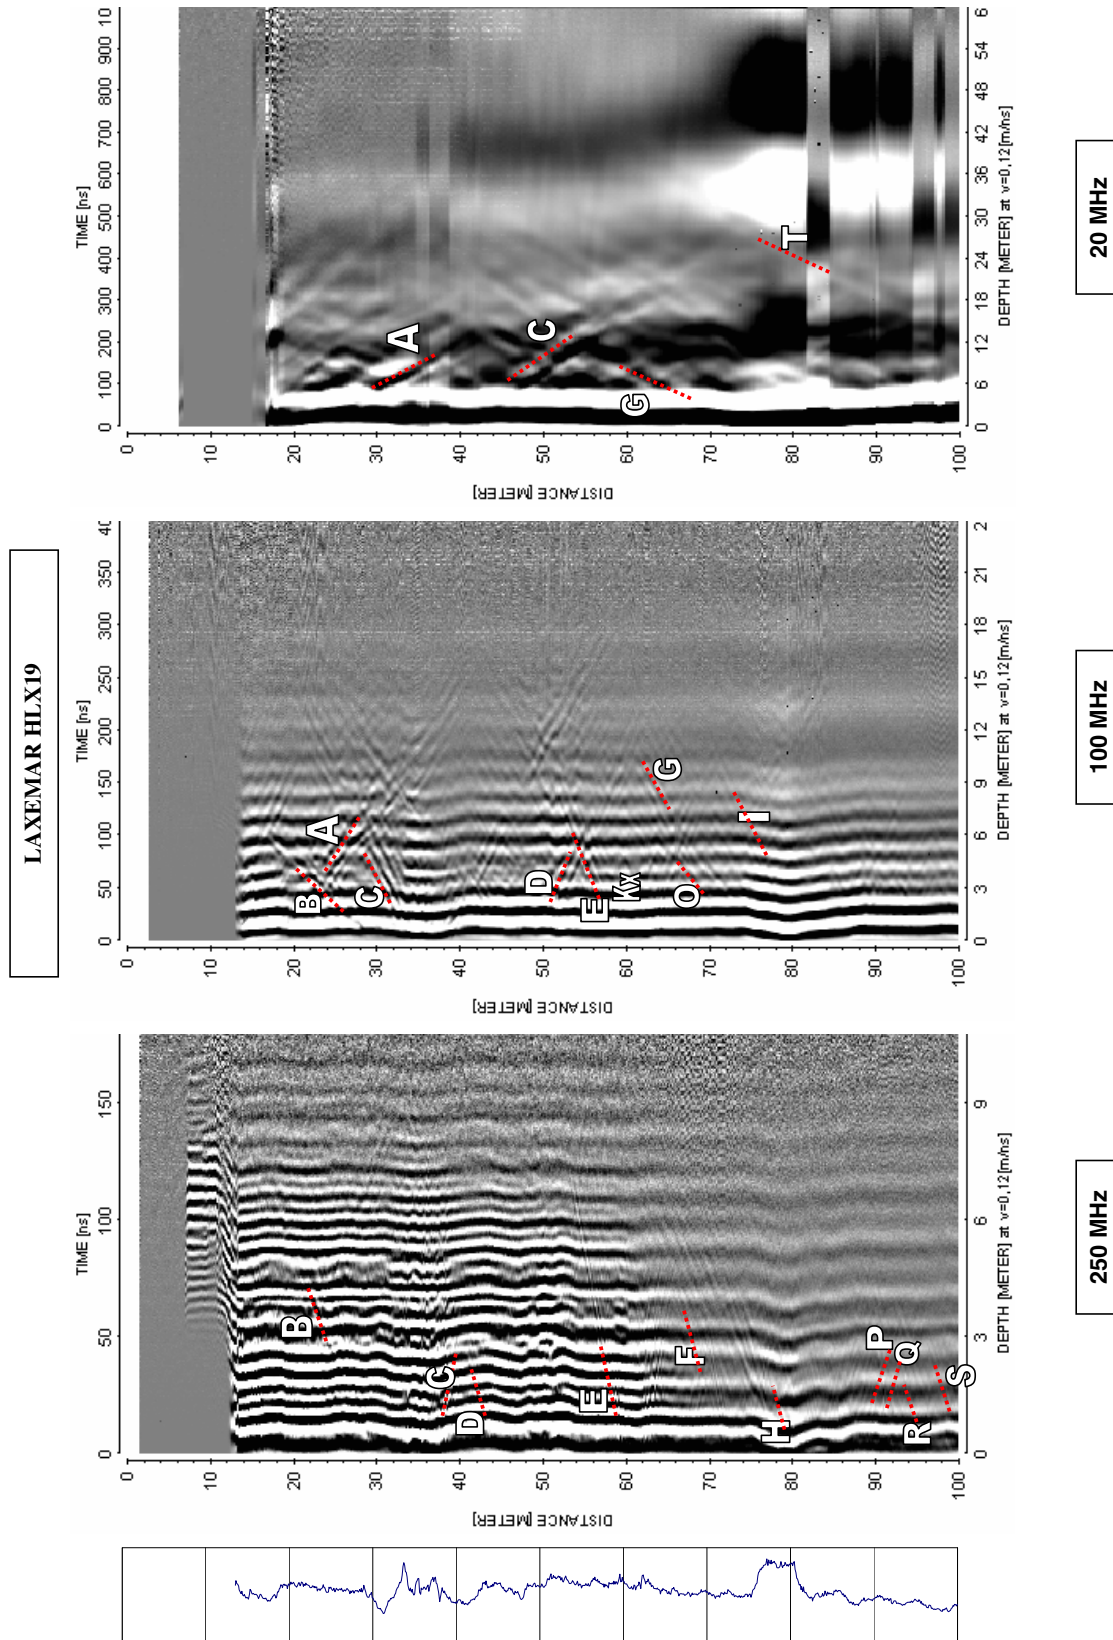 LAXEMAR HLX19
TIME [ns]
0 100 200 300 400 500 600 700 800 900 10
A
C
G
T
0 10 20 30 40 50 60 70 80 90 100
DISTANCE [METER]
0 6 12 18 24 30 36 42 48 54 6
DEPTH [METER] at v=0,12[m/ns]
20 MHz
TIME [ns]
0 50 100 150 200 250 300 350 40
A
B
C
D
E
Kx
G
O
I
0 10 20 30 40 50 60 70 80 90 100
DISTANCE [METER]
0 3 6 9 12 15 18 21 2
DEPTH [METER] at v=0,12[m/ns]
100 MHz
TIME [ns]
0 50 100 150
B
C
D
E
F
H
P
Q
R
S
0 10 20 30 40 50 60 70 80 90 100
DISTANCE [METER]
0 3 6 9
DEPTH [METER] at v=0,12[m/ns]
250 MHz